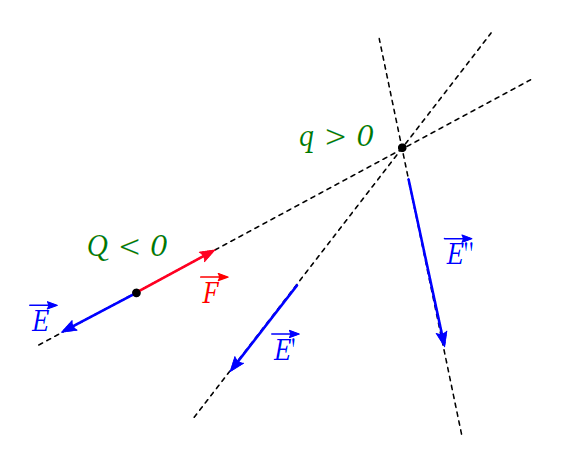 q > 0
Q < 0
E⃗''
F⃗
E⃗
E⃗'